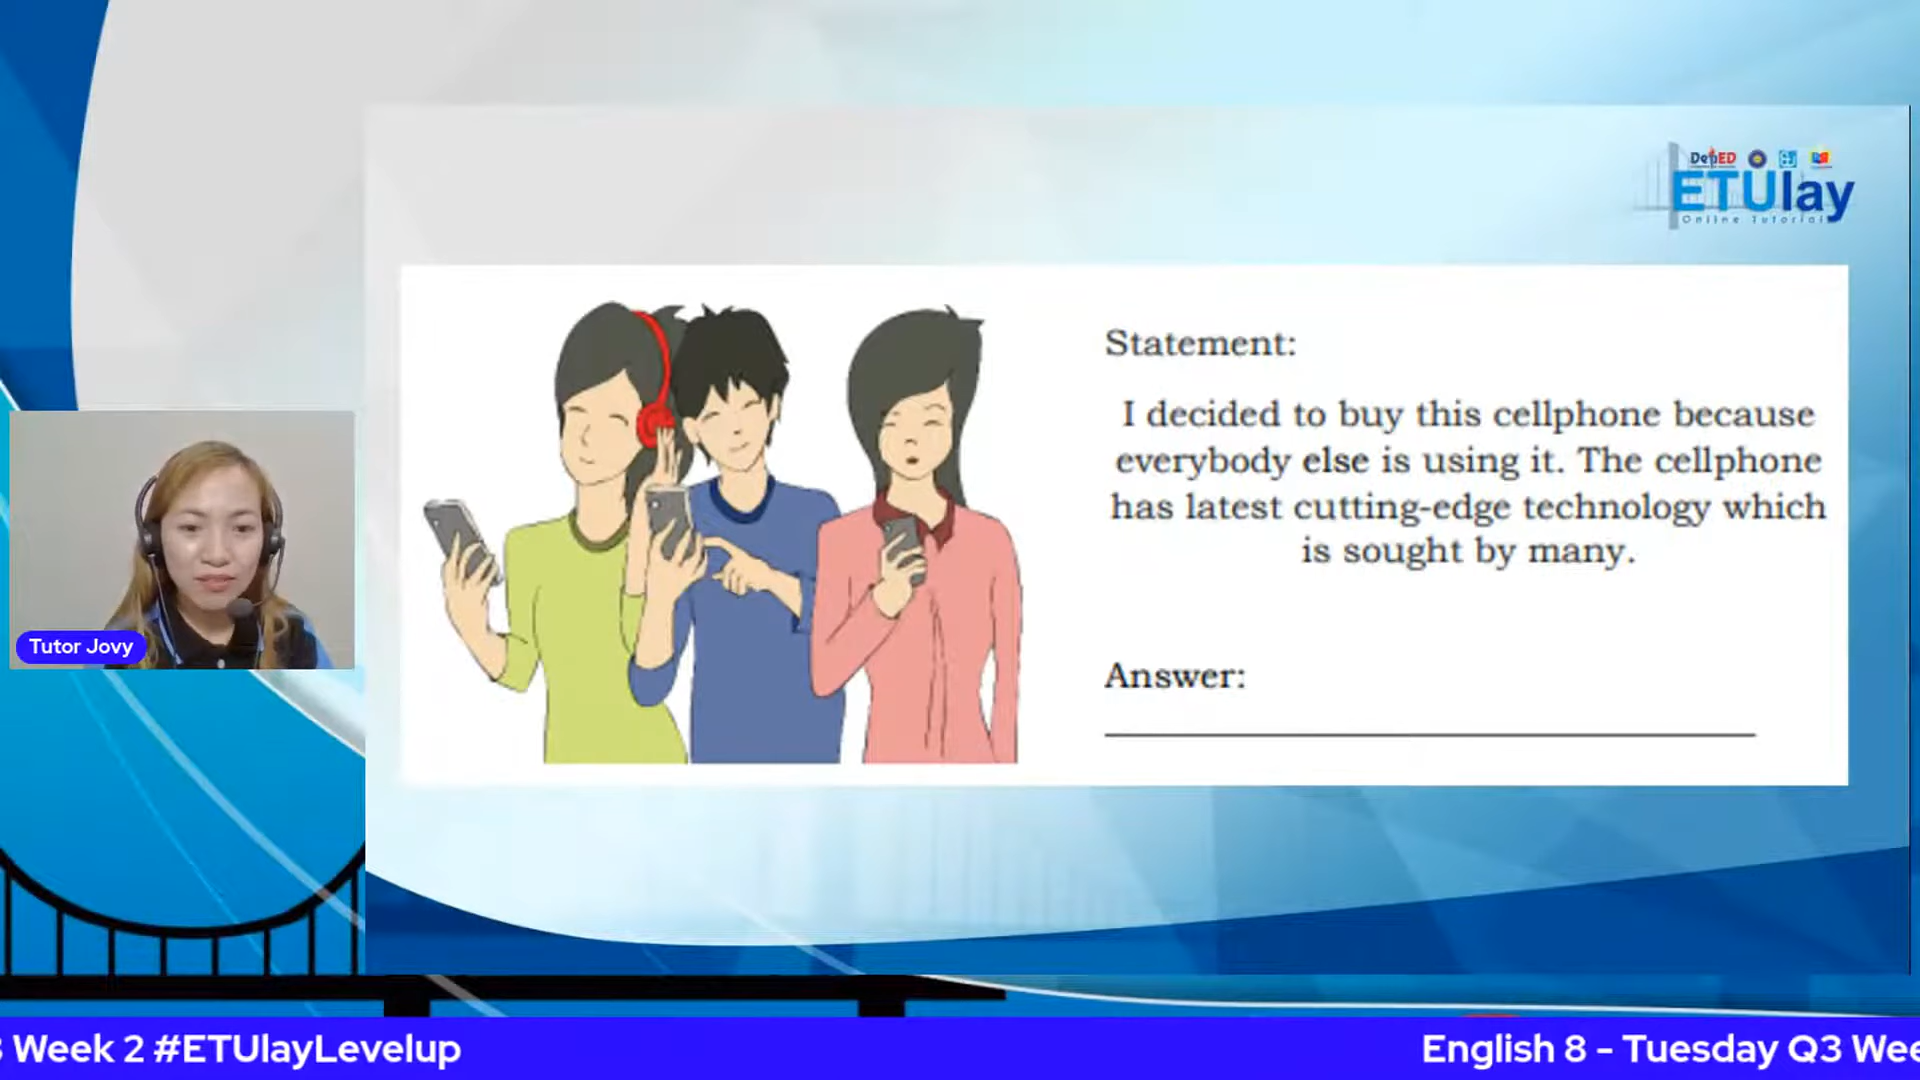 DepED
ETUlay
Online Tutorial
Statement:
I decided to buy this cellphone because
everybody else is using it. The cellphone
has latest cutting-edge technology which
is sought by many.
Answer:
Tutor Jovy
Week 2 #ETUlayLevelup
English 8 - Tuesday Q3 Wee